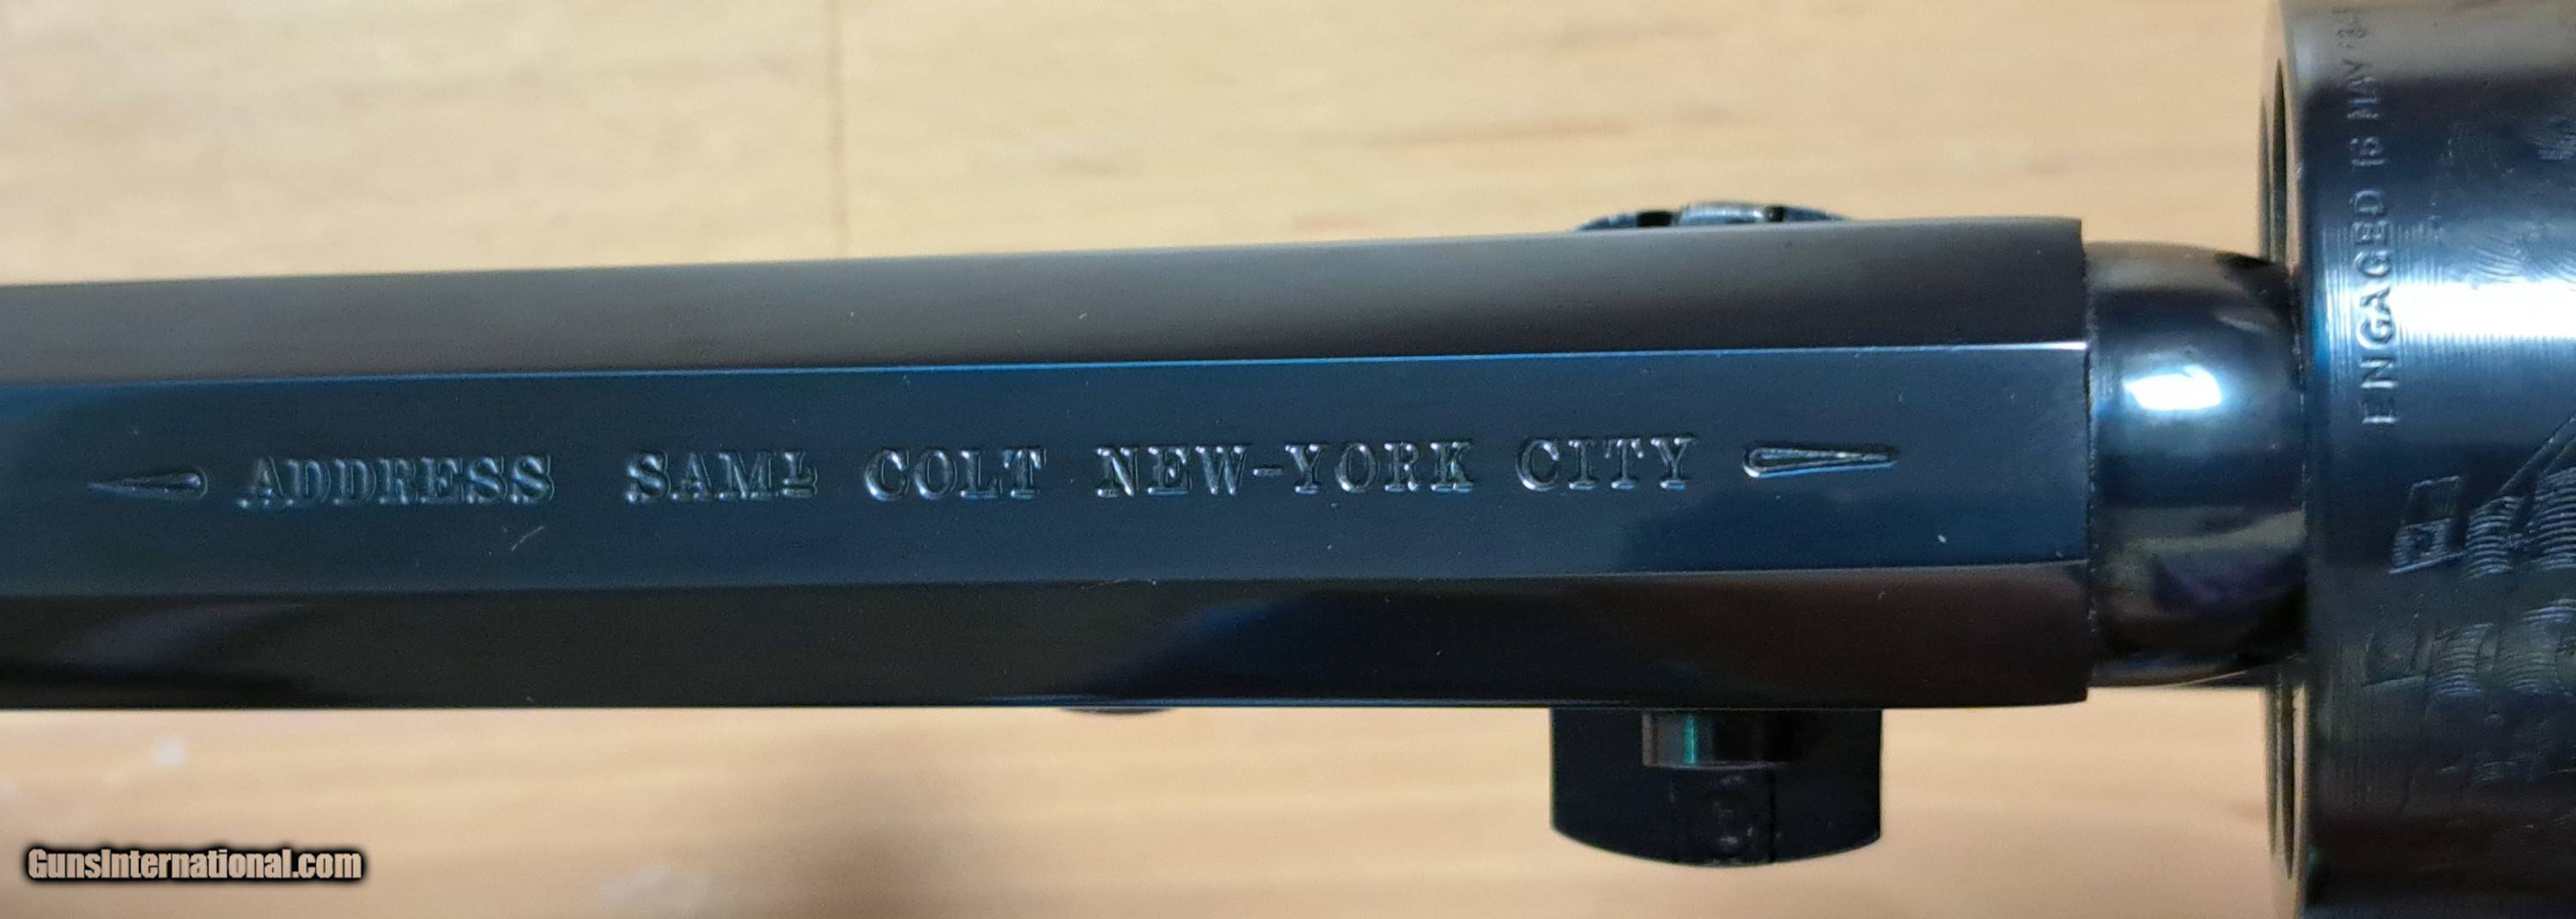 ADDRESS SAML COLT NEW-YORK CITY
ENGAGED 16 MAY
GunsInternational.com